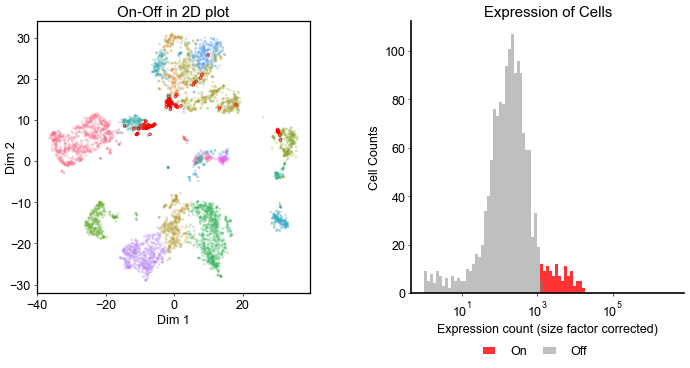 On-Off in 2D plot
Dim 2
30
20
10
0
−10
−20
−30
−40
−20
0
20
Dim 1
Expression of Cells
Cell Counts
100
80
60
40
20
0
10^1
10^3
10^5
Expression count (size factor corrected)
On Off